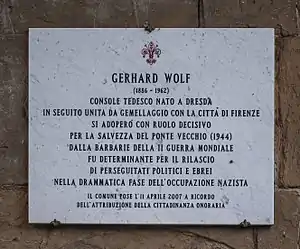 GERHARD WOLF
(1886 - 1962)
CONSOLE TEDESCO NATO A DRESDA
IN SEGUITO UNITA DA GEMELLAGGIO CON LA CITTÀ DI FIRENZE
SI ADOPERÒ CON RUOLO DECISIVO
PER LA SALVEZZA DEL PONTE VECCHIO (1944)
DALLA BARBARIE DELLA II GUERRA MONDIALE
FU DETERMINANTE PER IL RILASCIO
DI PERSEGUITATI POLITICI E EBREI
NELLA DRAMMATICA FASE DELL'OCCUPAZIONE NAZISTA
IL COMUNE POSE L'11 APRILE 2007 A RICORDO
DELL'ATTRIBUZIONE DELLA CITTADINANZA ONORARIA